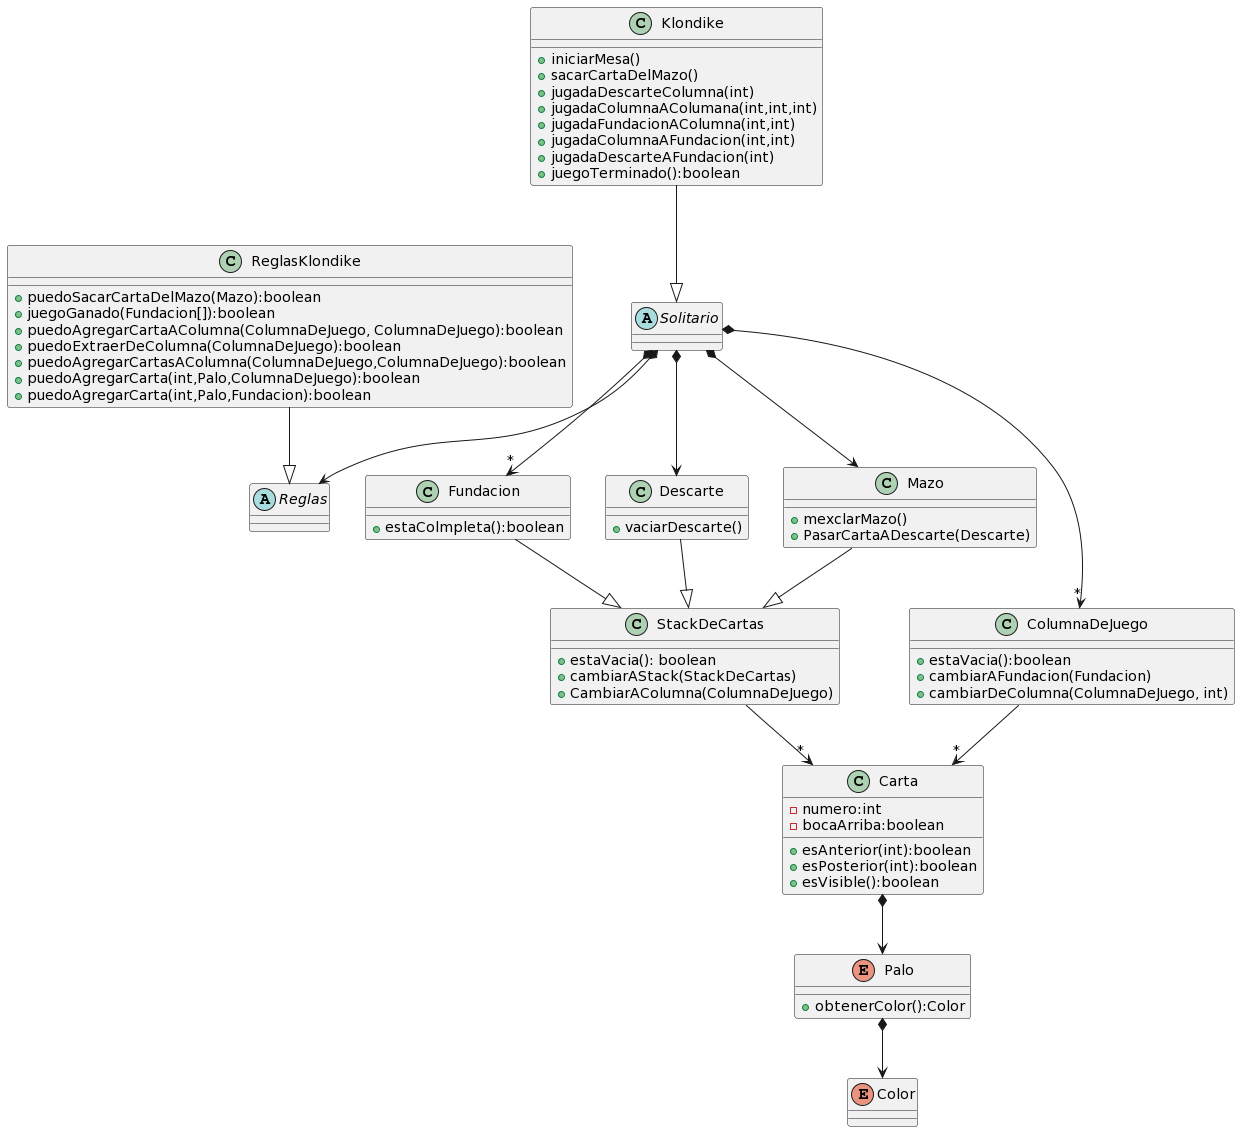 C Klondike
iniciarMesa()
sacarCartaDelMazo()
jugadaDescarteColumna(int)
jugadaColumnaAColumana(int,int,int)
jugadaFundacionAColumna(int,int)
jugadaColumnaAFundacion(int,int)
jugadaDescarteAFundacion(int)
juegoTerminado():boolean
C ReglasKlondike
puedoSacarCartaDelMazo(Mazo):boolean
juegoGanado(Fundacion[]):boolean
puedoAgregarCartaAColumna(ColumnaDeJuego, ColumnaDeJuego):boolean
puedoExtraerDeColumna(ColumnaDeJuego):boolean
puedoAgregarCartasAColumna(ColumnaDeJuego,ColumnaDeJuego):boolean
puedoAgregarCarta(int,Palo,ColumnaDeJuego):boolean
puedoAgregarCarta(int,Palo,Fundacion):boolean
A Solitario
*
A Reglas
C Fundacion
estaColmpleta():boolean
C Descarte
vaciarDescarte()
C Mazo
mexclarMazo()
PasarCartaADescarte(Descarte)
*
C StackDeCartas
estaVacia(): boolean
cambiarAStack(StackDeCartas)
CambiarAColumna(ColumnaDeJuego)
C ColumnaDeJuego
estaVacia():boolean
cambiarAFundacion(Fundacion)
cambiarDeColumna(ColumnaDeJuego, int)
*
*
C Carta
numero:int
bocaArriba:boolean
esAnterior(int):boolean
esPosterior(int):boolean
esVisible():boolean
E Palo
obtenerColor():Color
E Color